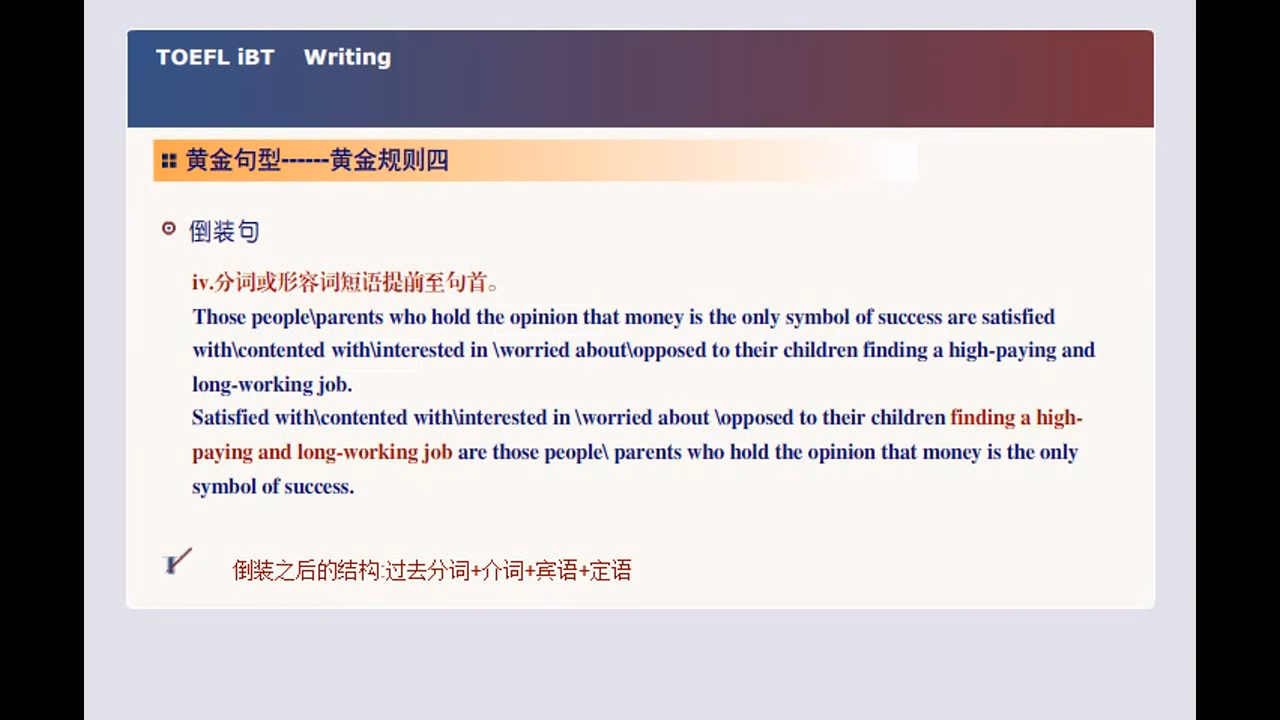 TOEFL iBT Writing
黄金句型------黄金规则四
倒装句
iv.分词或形容词短语提前至句首。
Those people\parents who hold the opinion that money is the only symbol of success are satisfied
with\contented with\interested in \worried about\opposed to their children finding a high-paying and
long-working job.
Satisfied with\contented with\interested in \worried about \opposed to their children finding a high-
paying and long-working job are those people\ parents who hold the opinion that money is the only
symbol of success.
倒装之后的结构:过去分词+介词+宾语+定语